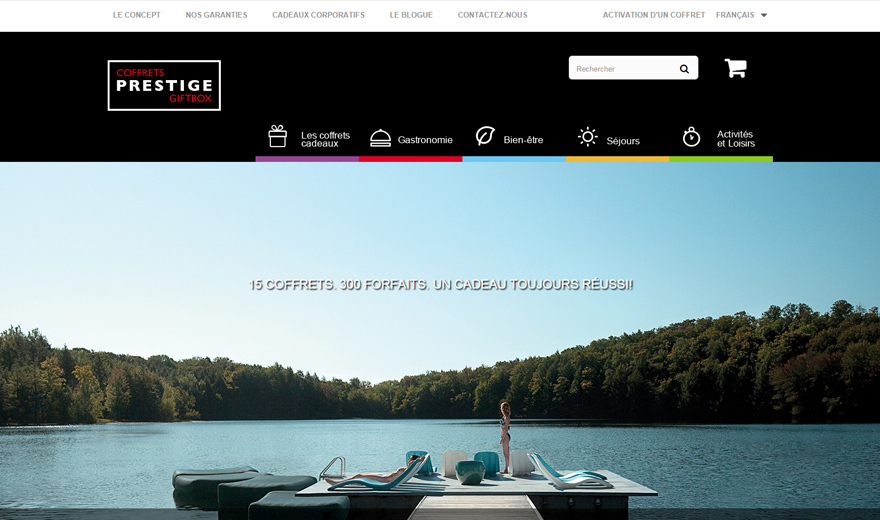 LE CONCEPT NOS GARANTIES CADEAUX CORPORATIFS LE BLOGUE CONTACTEZ-NOUS ACTIVATION D'UN COFFRET FRANÇAIS
COFFRETS
PRESTIGE
GIFTBOX
Rechercher
Les coffrets
cadeaux
Gastronomie
Bien-être
Séjours
Activités
et Loisirs
15 COFFRETS. 300 FORFAITS. UN CADEAU TOUJOURS RÉUSSI!